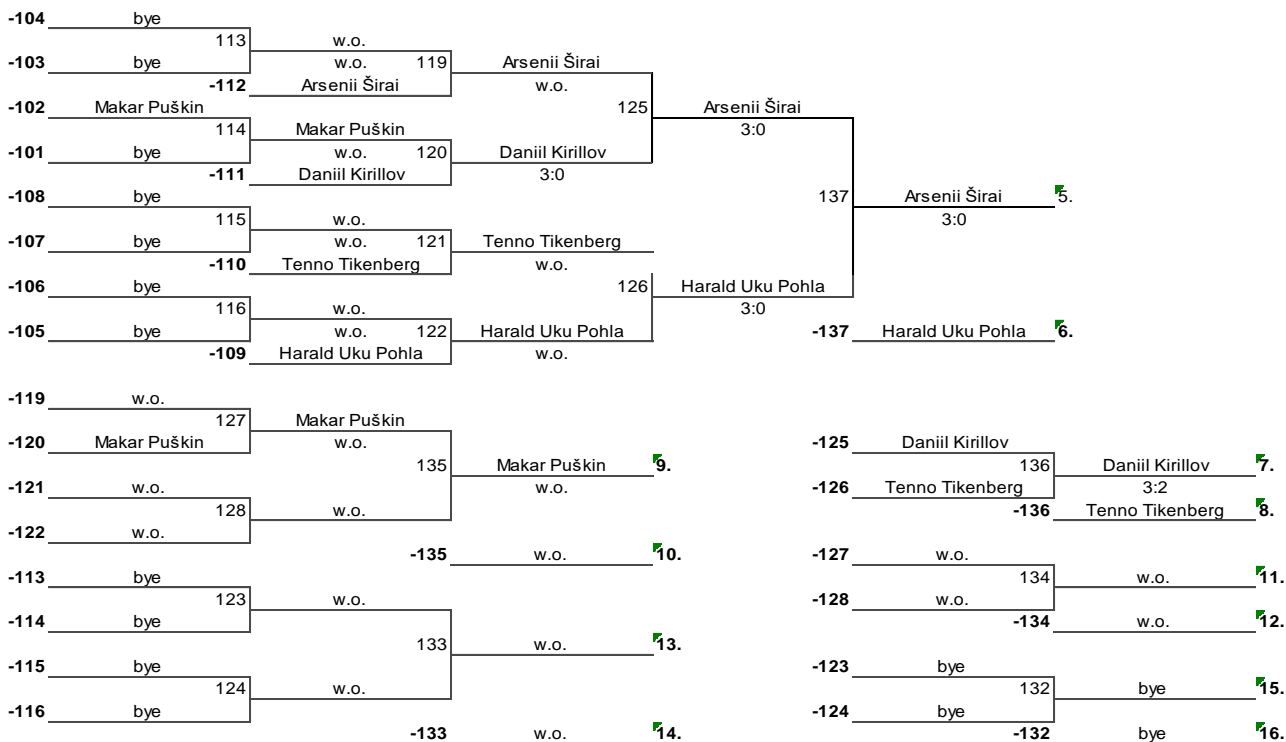 -104 bye
113 w.o.
-103 bye w.o. 119 Arsenii Širai
-112 Arsenii Širai w.o.
-102 Makar Puškin 125 Arsenii Širai
114 Makar Puškin 3:0
-101 bye w.o. 120 Daniil Kirillov
-111 Daniil Kirillov 3:0
-108 bye 137 Arsenii Širai 5.
115 w.o. 3:0
-107 bye w.o. 121 Tenno Tikenberg
-110 Tenno Tikenberg w.o.
-106 bye 126 Harald Uku Pohla
116 w.o. 3:0
-105 bye w.o. 122 Harald Uku Pohla -137 Harald Uku Pohla 6.
-109 Harald Uku Pohla w.o.
-119 w.o.
127 Makar Puškin
-120 Makar Puškin w.o. -125 Daniil Kirillov
135 Makar Puškin 9. 136 Daniil Kirillov 7.
-121 w.o. w.o. -126 Tenno Tikenberg 3:2
128 w.o. -136 Tenno Tikenberg 8.
-122 w.o.
-135 w.o. 10. -127 w.o.
-113 bye 134 w.o. 11.
123 w.o. -128 w.o.
-114 bye -134 w.o. 12.
133 w.o. 13.
-115 bye -123 bye
124 w.o. 132 bye 15.
-116 bye -124 bye
-133 w.o. 14. -132 bye 16.